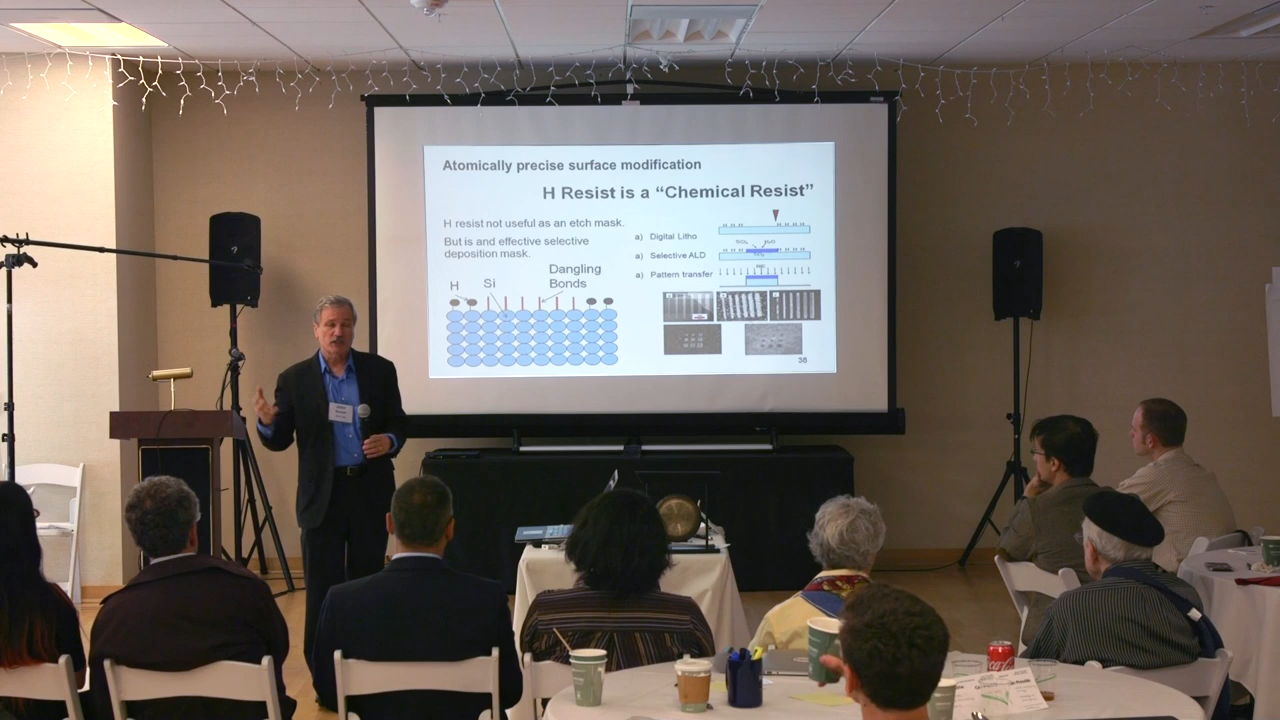 Atomically precise surface modification
H Resist is a “Chemical Resist”
H resist not useful as an etch mask.
But is and effective selective
deposition mask.
H
Si
Dangling
Bonds
a) Digital Litho
a) Selective ALD
a) Pattern transfer
H₂O
38